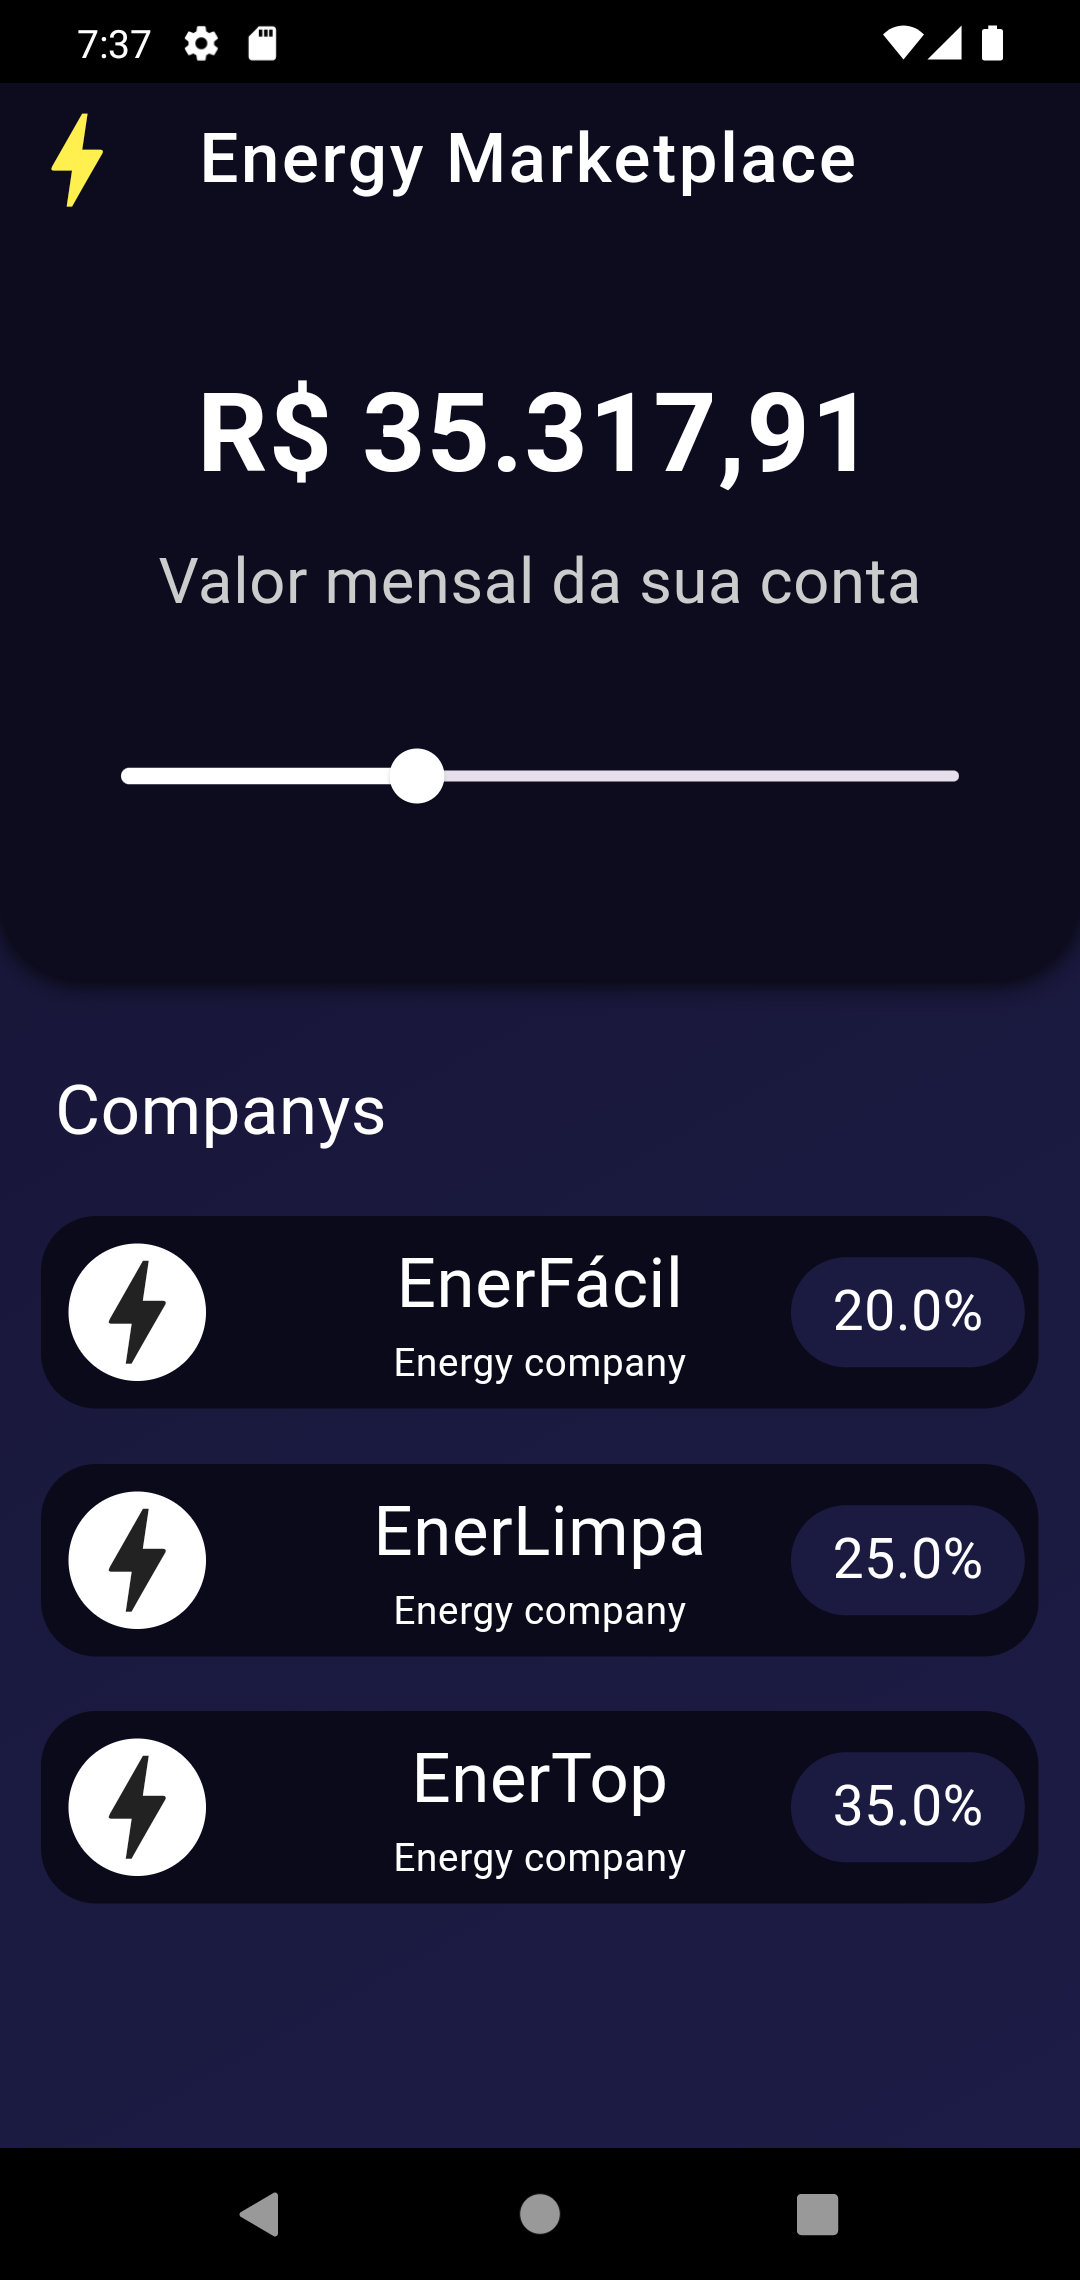 7:37
Energy Marketplace
R$ 35.317,91
Valor mensal da sua conta
Companys
EnerFácil
Energy company
20.0%
EnerLimpa
Energy company
25.0%
EnerTop
Energy company
35.0%